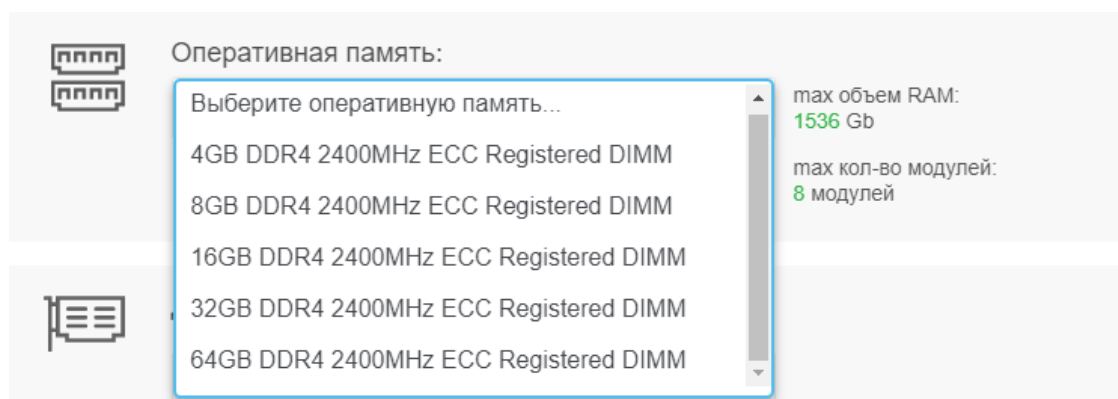 Оперативная память:
Выберите оперативную память...
4GB DDR4 2400MHz ECC Registered DIMM
8GB DDR4 2400MHz ECC Registered DIMM
16GB DDR4 2400MHz ECC Registered DIMM
32GB DDR4 2400MHz ECC Registered DIMM
64GB DDR4 2400MHz ECC Registered DIMM
max объем RAM:
1536 Gb
max кол-во модулей:
8 модулей